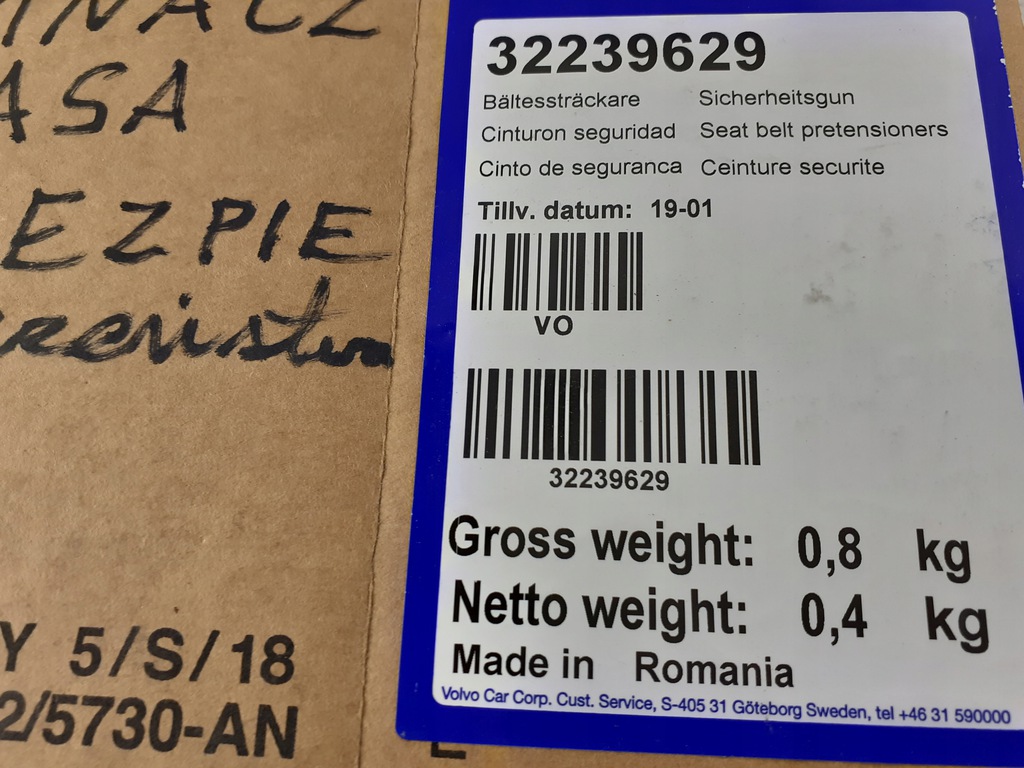 INACZ
ASA
EZPIE
32239629
Bältessträckare Sicherheitsgun
Cinturon seguridad Seat belt pretensioners
Cinto de seguranca Ceinture securite
Tillv. datum: 19-01
VO
32239629
Gross weight: 0,8 kg
Netto weight: 0,4 kg
Made in Romania
Volvo Car Corp. Cust. Service, S-405 31 Göteborg Sweden, tel +46 31 590000
Y 5/S/18
2/5730-AN